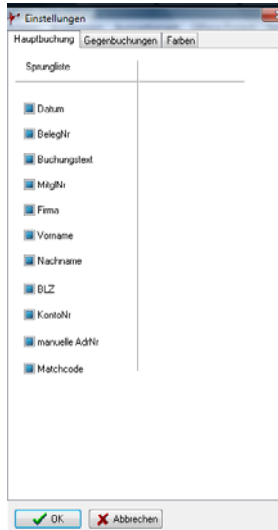 Einstellungen
Hauptbuchung Gegenbuchungen Farben
Sprungliste
Datum
BelegNr
Buchungstext
MitglNr
Firma
Vorname
Nachname
BLZ
KontoNr
manuelle AdrNr
Matchcode
OK Abbrechen